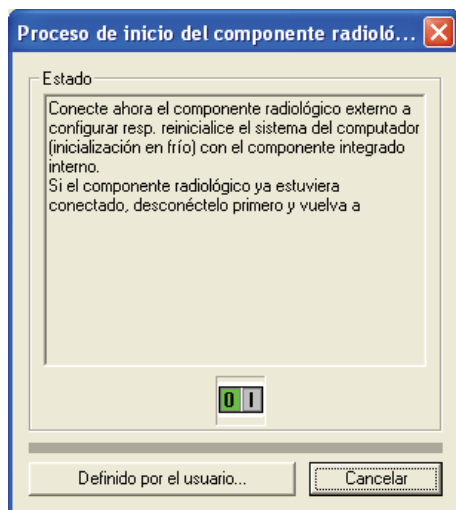 Proceso de inicio del componente radioló...
Estado
Conecte ahora el componente radiológico externo a
configurar resp. reinicialice el sistema del computador
(inicialización en frío) con el componente integrado
interno.
Si el componente radiológico ya estuviera
conectado, desconéctelo primero y vuelva a
0 I
Definido por el usuario...
Cancelar